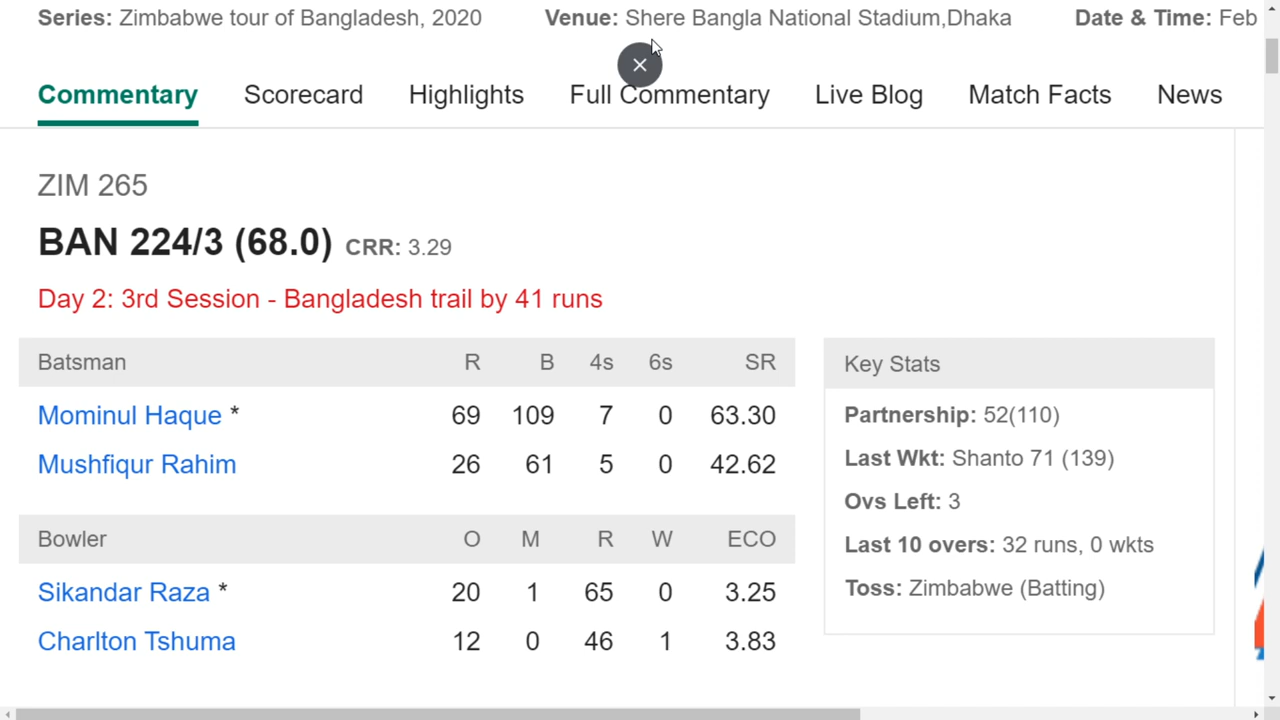 Series: Zimbabwe tour of Bangladesh, 2020 Venue: Shere Bangla National Stadium,Dhaka Date & Time: Feb
Commentary Scorecard Highlights Full Commentary Live Blog Match Facts News
ZIM 265
BAN 224/3 (68.0) CRR: 3.29
Day 2: 3rd Session - Bangladesh trail by 41 runs
Batsman R B 4s 6s SR
Mominul Haque * 69 109 7 0 63.30
Mushfiqur Rahim 26 61 5 0 42.62
Bowler O M R W ECO
Sikandar Raza * 20 1 65 0 3.25
Charlton Tshuma 12 0 46 1 3.83
Key Stats
Partnership: 52(110)
Last Wkt: Shanto 71 (139)
Ovs Left: 3
Last 10 overs: 32 runs, 0 wkts
Toss: Zimbabwe (Batting)